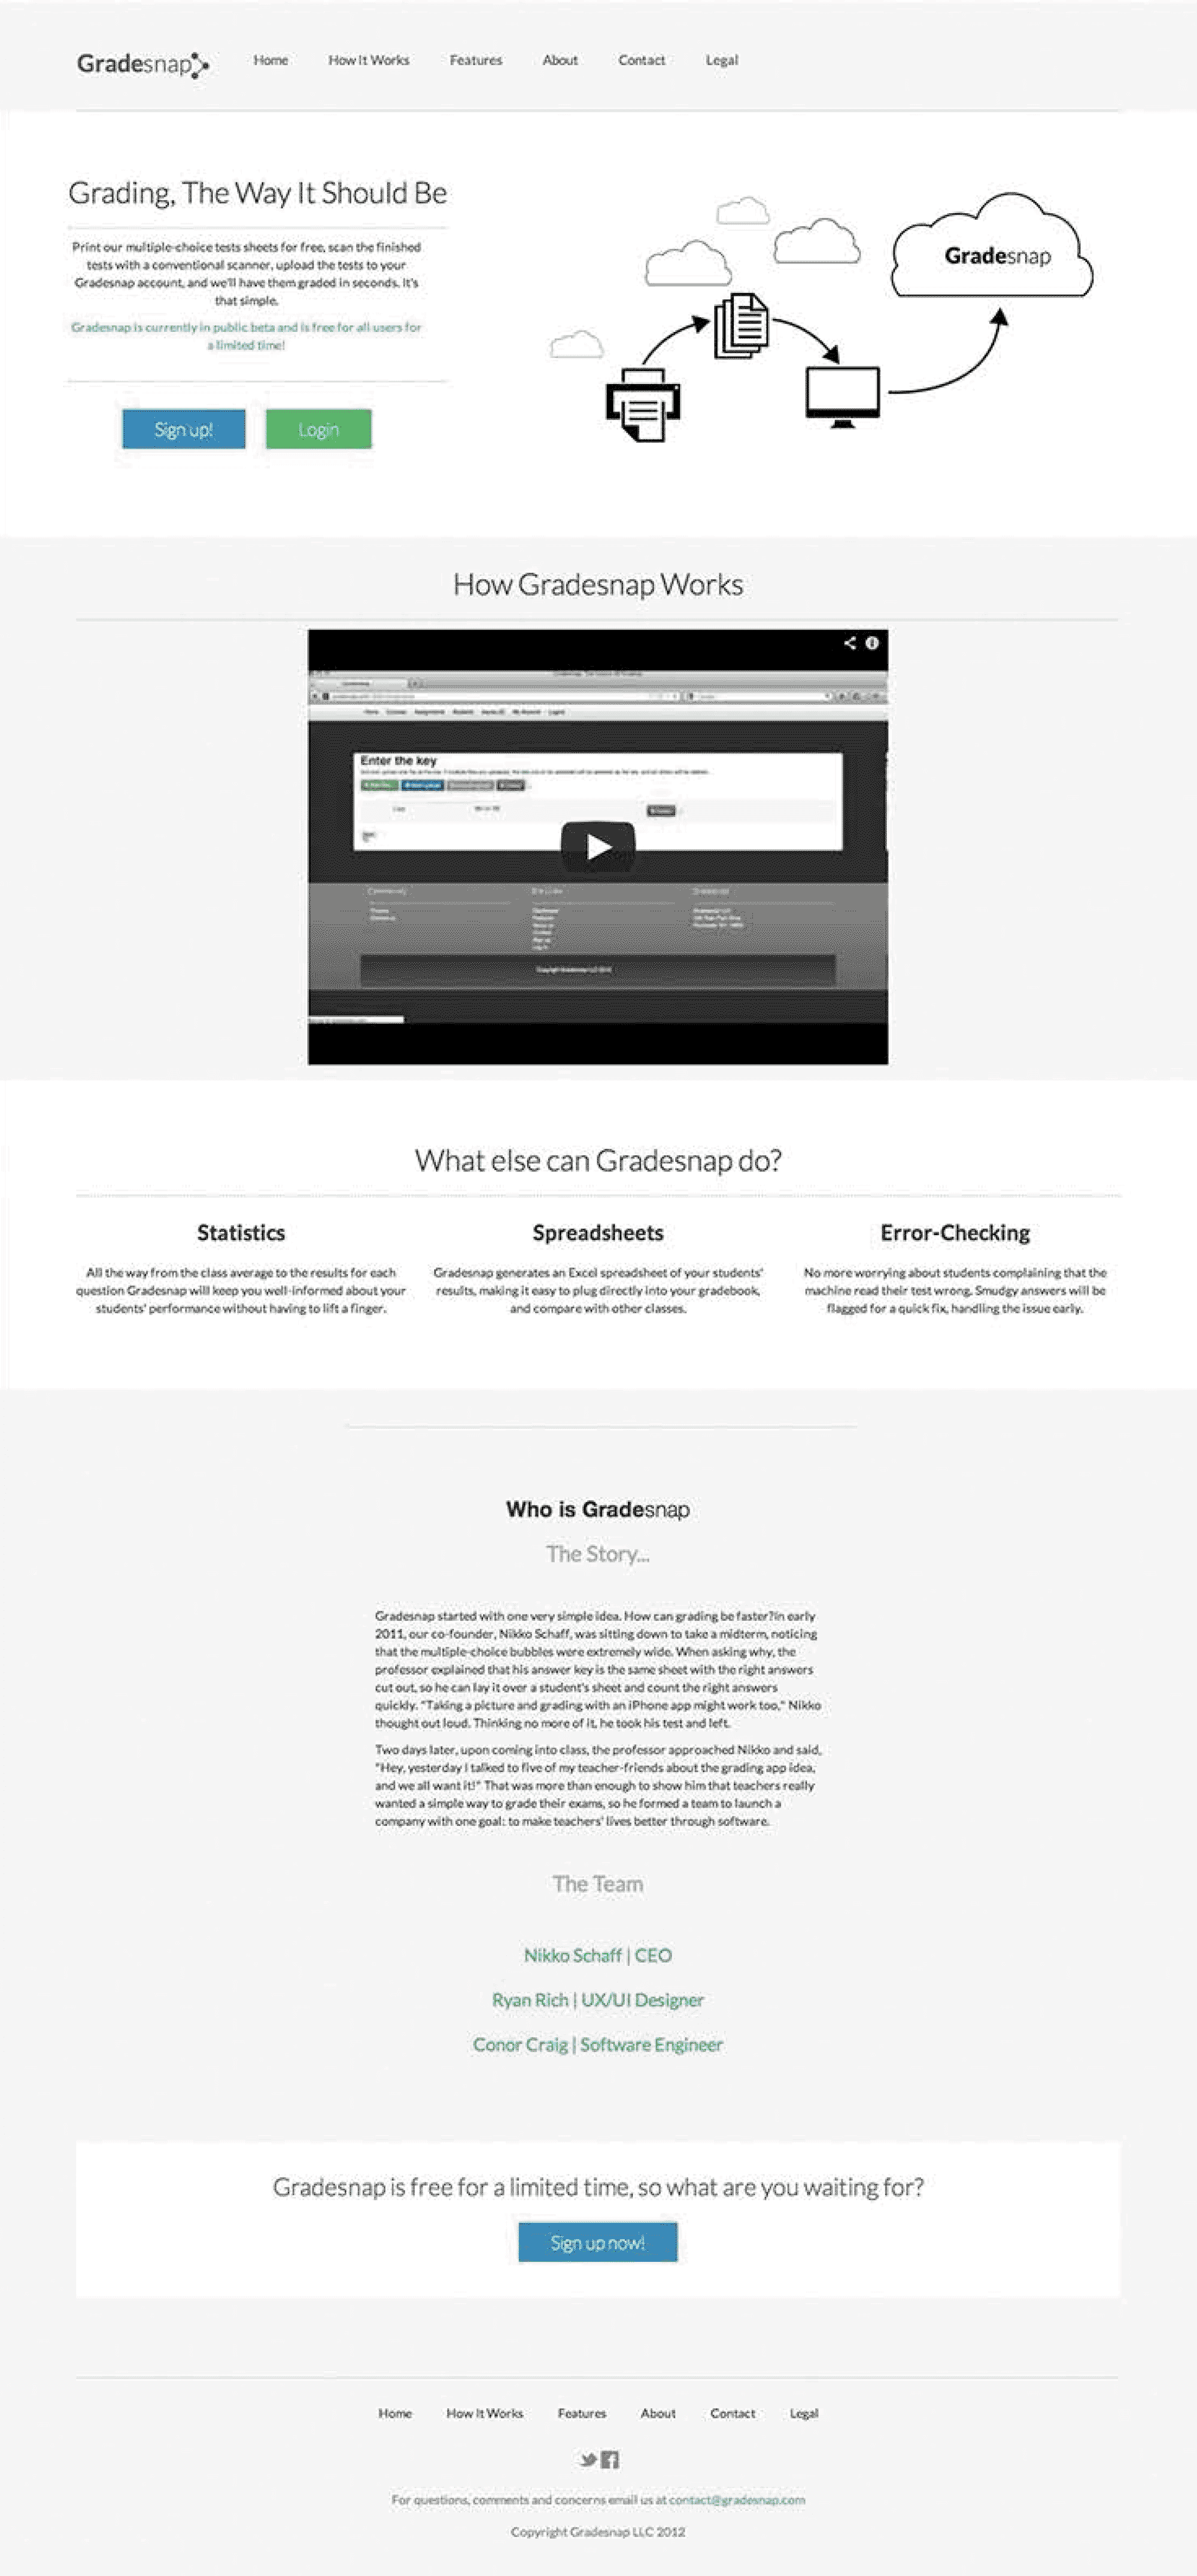 Gradesnap
Home How It Works Features About Contact Legal
Grading, The Way It Should Be
Print our multiple-choice tests sheets for free, scan the finished
tests with a conventional scanner, upload the tests to your
Gradesnap account, and we'll have them graded in seconds. It's
that simple.
Gradesnap is currently in public beta and is free for all users for
a limited time!
Sign up! Login
Gradesnap
How Gradesnap Works
Enter the key
Copyright Gradesnap LLC 2012
What else can Gradesnap do?
Statistics
All the way from the class average to the results for each
question Gradesnap will keep you well-informed about your
students' performance without having to lift a finger.
Spreadsheets
Gradesnap generates an Excel spreadsheet of your students'
results, making it easy to plug directly into your gradebook,
and compare with other classes.
Error-Checking
No more worrying about students complaining that the
machine read their test wrong. Smudgy answers will be
flagged for a quick fix, handling the issue early.
Who is Gradesnap
The Story...
Gradesnap started with one very simple idea. How can grading be faster?In early
2011, our co-founder, Nikko Schaff, was sitting down to take a midterm, noticing
that the multiple-choice bubbles were extremely wide. When asking why, the
professor explained that his answer key is the same sheet with the right answers
cut out, so he can lay it over a student's sheet and count the right answers
quickly. "Taking a picture and grading with an iPhone app might work too," Nikko
thought out loud. Thinking no more of it, he took his test and left.
Two days later, upon coming into class, the professor approached Nikko and said,
"Hey, yesterday I talked to five of my teacher-friends about the grading app idea,
and we all want it!" That was more than enough to show him that teachers really
wanted a simple way to grade their exams, so he formed a team to launch a
company with one goal: to make teachers' lives better through software.
The Team
Nikko Schaff | CEO
Ryan Rich | UX/UI Designer
Conor Craig | Software Engineer
Gradesnap is free for a limited time, so what are you waiting for?
Sign up now!
Home How It Works Features About Contact Legal
For questions, comments and concerns email us at contact@gradesnap.com
Copyright Gradesnap LLC 2012